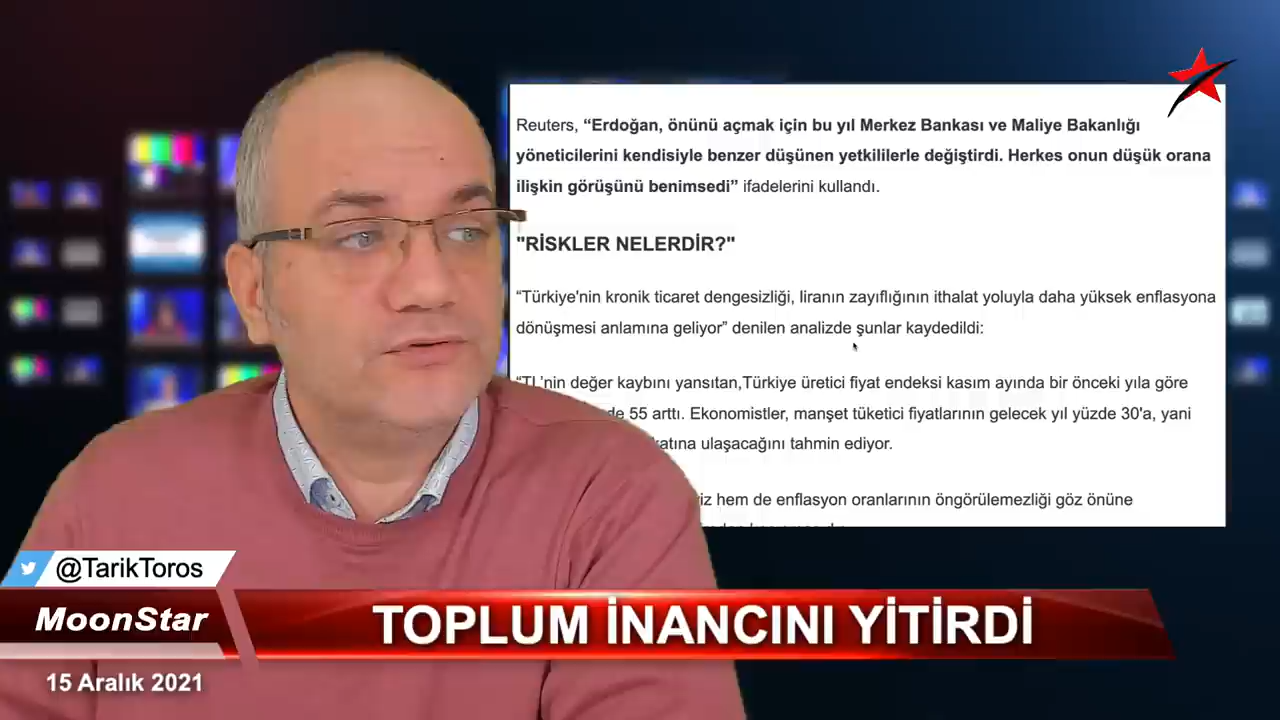 Reuters, “Erdoğan, önünü açmak için bu yıl Merkez Bankası ve Maliye Bakanlığı
yöneticilerini kendisiyle benzer düşünen yetkililerle değiştirdi. Herkes onun düşük orana
ilişkin görüşünü benimsedi” ifadelerini kullandı.
"RİSKLER NELERDİR?"
“Türkiye'nin kronik ticaret dengesizliği, liranın zayıflığının ithalat yoluyla daha yüksek enflasyona
dönüşmesi anlamına geliyor” denilen analizde şunlar kaydedildi:
“TL'nin değer kaybını yansıtan,Türkiye üretici fiyat endeksi kasım ayında bir önceki yıla göre
de 55 arttı. Ekonomistler, manşet tüketici fiyatlarının gelecek yıl yüzde 30'a, yani
katına ulaşacağını tahmin ediyor.
hem de enflasyon oranlarının öngörülemezliği göz önüne
@TarikToros
MoonStar
TOPLUM İNANCINI YİTİRDİ
15 Aralık 2021